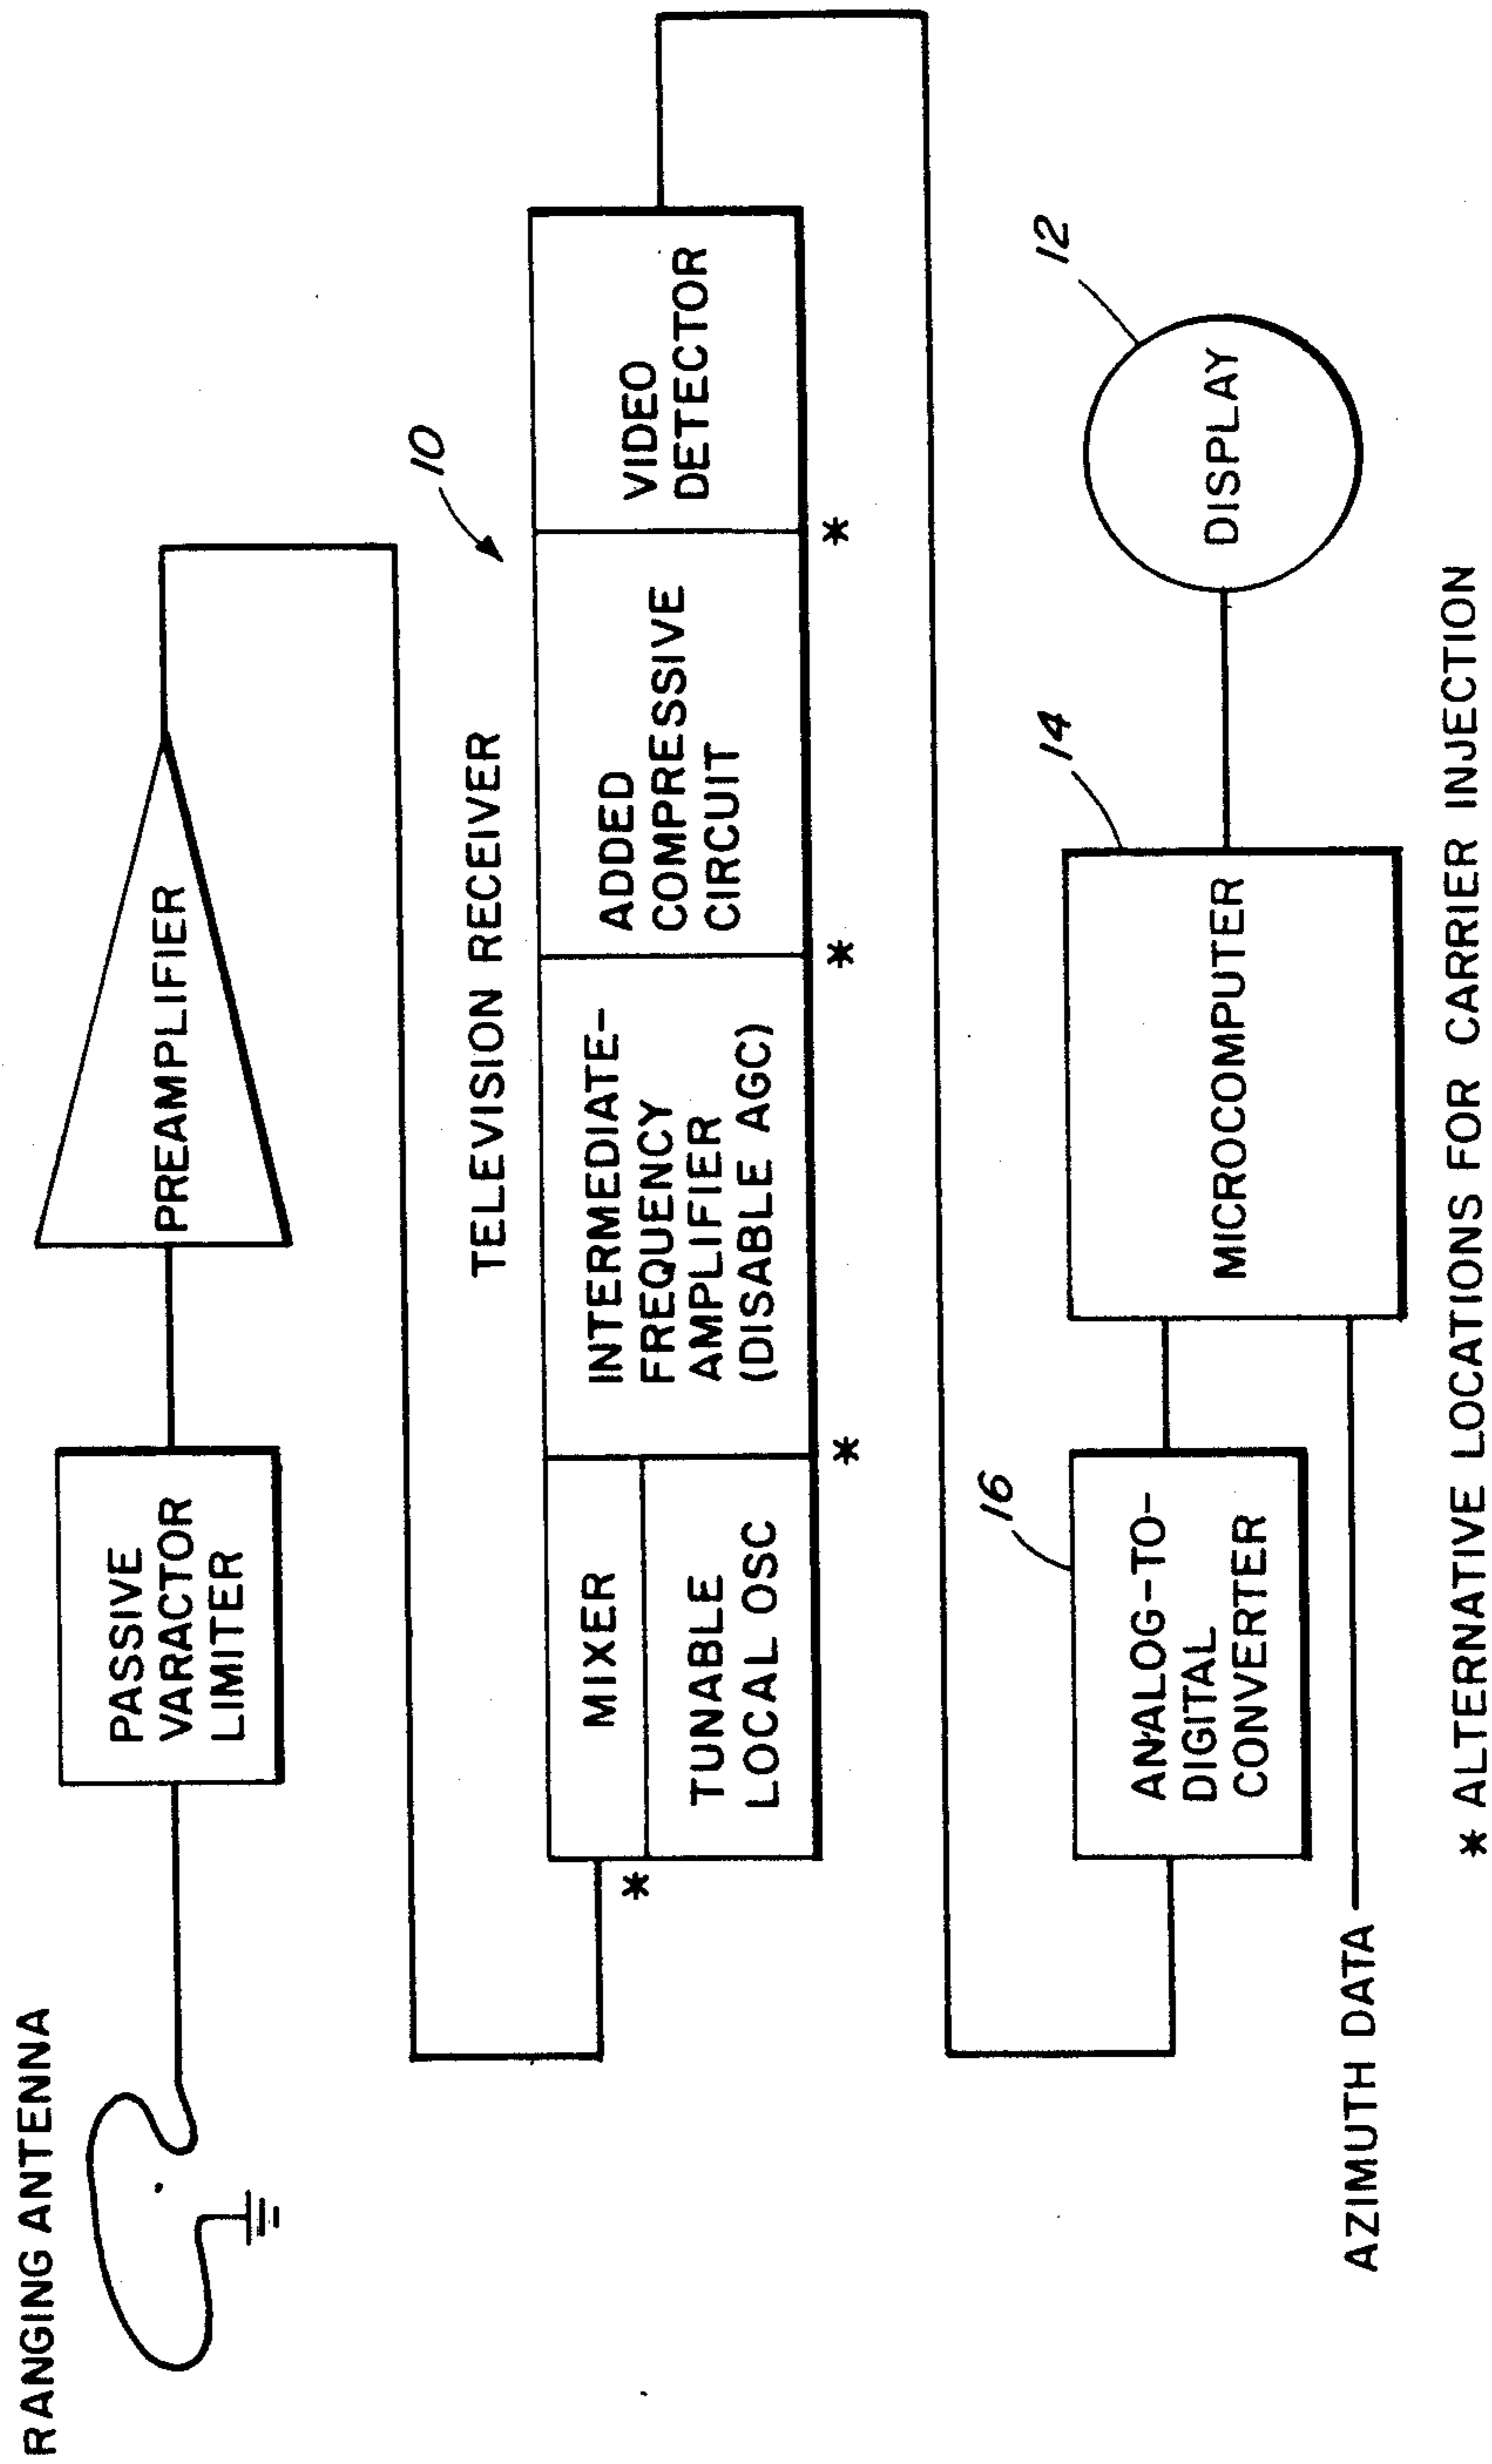 RANGING ANTENNA
PASSIVE
VARACTOR
LIMITER
PREAMPLIFIER
TELEVISION RECEIVER
10
*
MIXER
TUNABLE
LOCAL OSC
*
INTERMEDIATE-
FREQUENCY
AMPLIFIER
(DISABLE AGC)
*
ADDED
COMPRESSIVE
CIRCUIT
*
VIDEO
DETECTOR
16
ANALOG-TO-
DIGITAL
CONVERTER
14
MICROCOMPUTER
12
DISPLAY
AZIMUTH DATA
* ALTERNATIVE LOCATIONS FOR CARRIER INJECTION